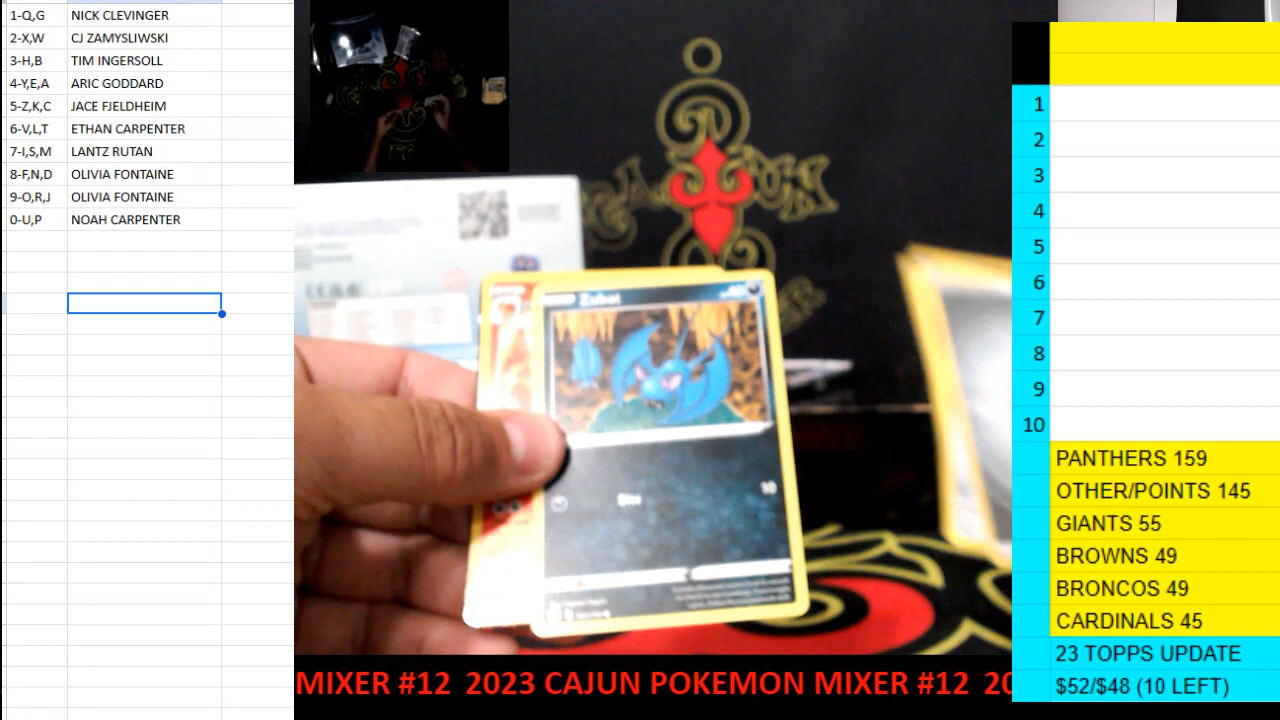 1-Q,G NICK CLEVINGER
2-X,W CJ ZAMYSLIWSKI
3-H,B TIM INGERSOLL
4-Y,E,A ARIC GODDARD
5-Z,K,C JACE FJELDHEIM
6-V,L,T ETHAN CARPENTER
7-I,S,M LANTZ RUTAN
8-F,N,D OLIVIA FONTAINE
9-O,R,J OLIVIA FONTAINE
0-U,P NOAH CARPENTER
Zubat
Bite 10
1
2
3
4
5
6
7
8
9
10
PANTHERS 159
OTHER/POINTS 145
GIANTS 55
BROWNS 49
BRONCOS 49
CARDINALS 45
23 TOPPS UPDATE
$52/$48 (10 LEFT)
MIXER #12 2023 CAJUN POKEMON MIXER #12 20